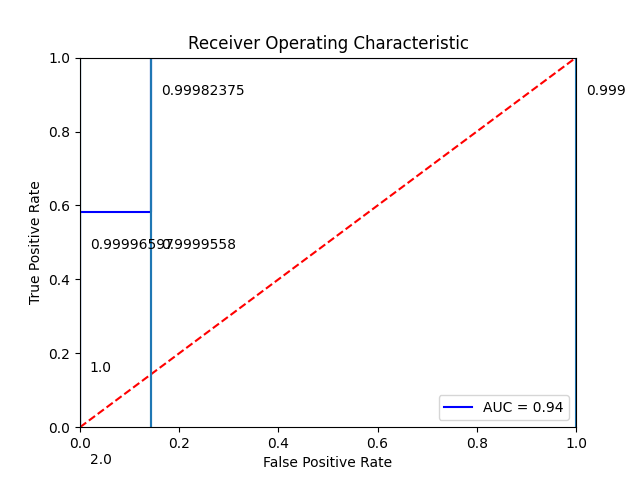 Receiver Operating Characteristic
1.0
0.99982375
0.999
0.8
0.6
True Positive Rate
0.99996597
0.9999558
0.4
1.0
0.2
AUC = 0.94
0.0
0.0 0.2 0.4 0.6 0.8 1.0
2.0
False Positive Rate